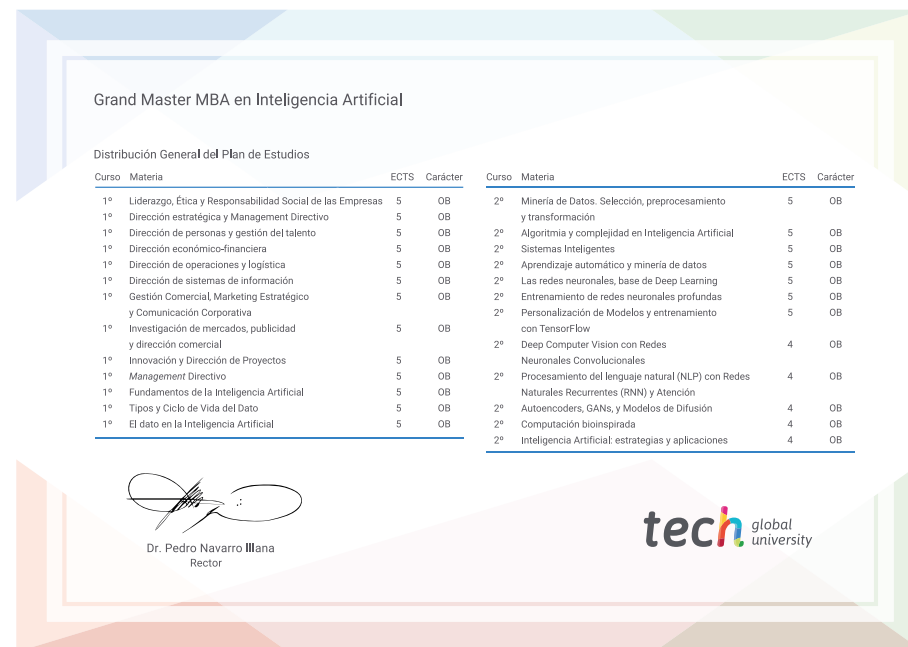 Grand Master MBA en Inteligencia Artificial
Distribución General del Plan de Estudios
Curso Materia ECTS Carácter
1º Liderazgo, Ética y Responsabilidad Social de las Empresas 5 OB
1º Dirección estratégica y Management Directivo 5 OB
1º Dirección de personas y gestión del talento 5 OB
1º Dirección económico-financiera 5 OB
1º Dirección de operaciones y logística 5 OB
1º Dirección de sistemas de información 5 OB
1º Gestión Comercial, Marketing Estratégico 5 OB
y Comunicación Corporativa
1º Investigación de mercados, publicidad 5 OB
y dirección comercial
1º Innovación y Dirección de Proyectos 5 OB
1º Management Directivo 5 OB
1º Fundamentos de la Inteligencia Artificial 5 OB
1º Tipos y Ciclo de Vida del Dato 5 OB
1º El dato en la Inteligencia Artificial 5 OB
Curso Materia ECTS Carácter
2º Minería de Datos. Selección, preprocesamiento 5 OB
y transformación
2º Algoritmia y complejidad en Inteligencia Artificial 5 OB
2º Sistemas Inteligentes 5 OB
2º Aprendizaje automático y minería de datos 5 OB
2º Las redes neuronales, base de Deep Learning 5 OB
2º Entrenamiento de redes neuronales profundas 5 OB
2º Personalización de Modelos y entrenamiento 5 OB
con TensorFlow
2º Deep Computer Vision con Redes 4 OB
Neuronales Convolucionales
2º Procesamiento del lenguaje natural (NLP) con Redes 4 OB
Naturales Recurrentes (RNN) y Atención
2º Autoencoders, GANs, y Modelos de Difusión 4 OB
2º Computación bioinspirada 4 OB
2º Inteligencia Artificial: estrategias y aplicaciones 4 OB
Dr. Pedro Navarro Illana
Rector
tech global
university